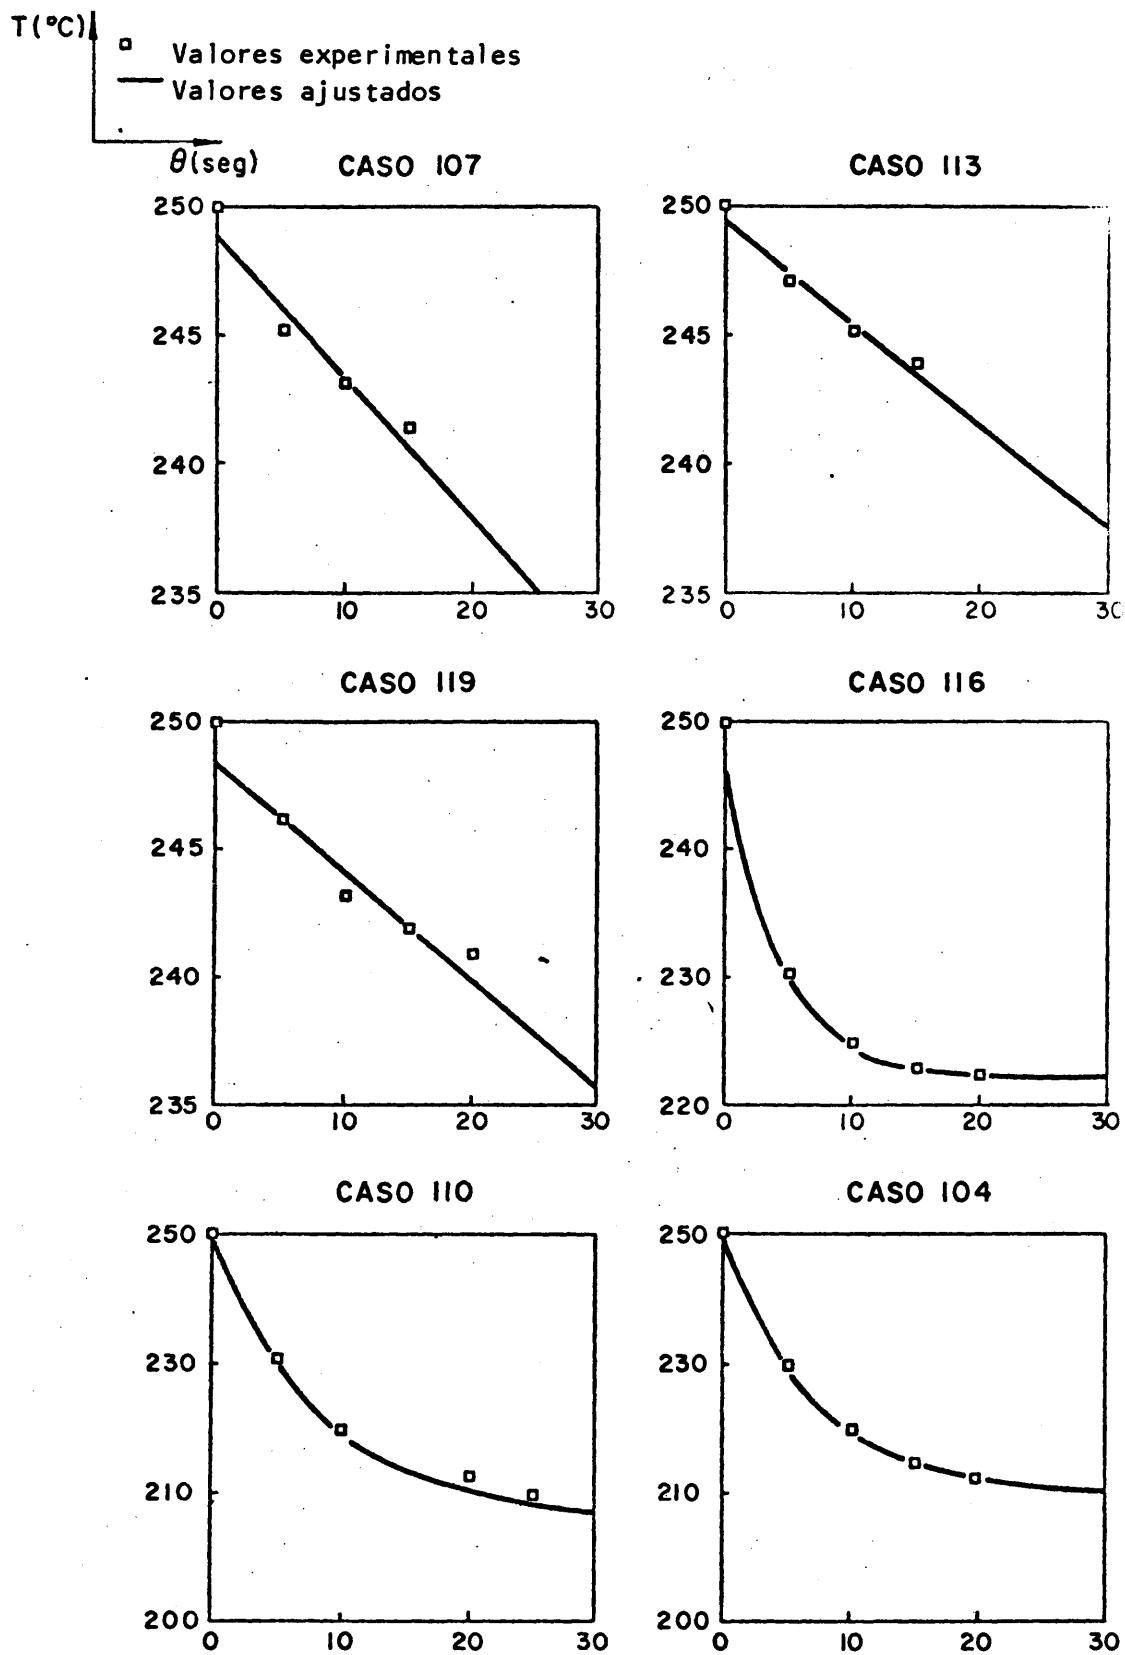 T(°C)
Valores experimentales
Valores ajustados
θ(seg)
CASO 107
CASO 113
250
245
240
235
0 10 20 30
250
245
240
235
0 10 20 30
CASO 119
CASO 116
250
245
240
235
0 10 20 30
250
240
230
220
0 10 20 30
CASO 110
CASO 104
250
230
210
200
0 10 20 30
250
230
210
200
0 10 20 30